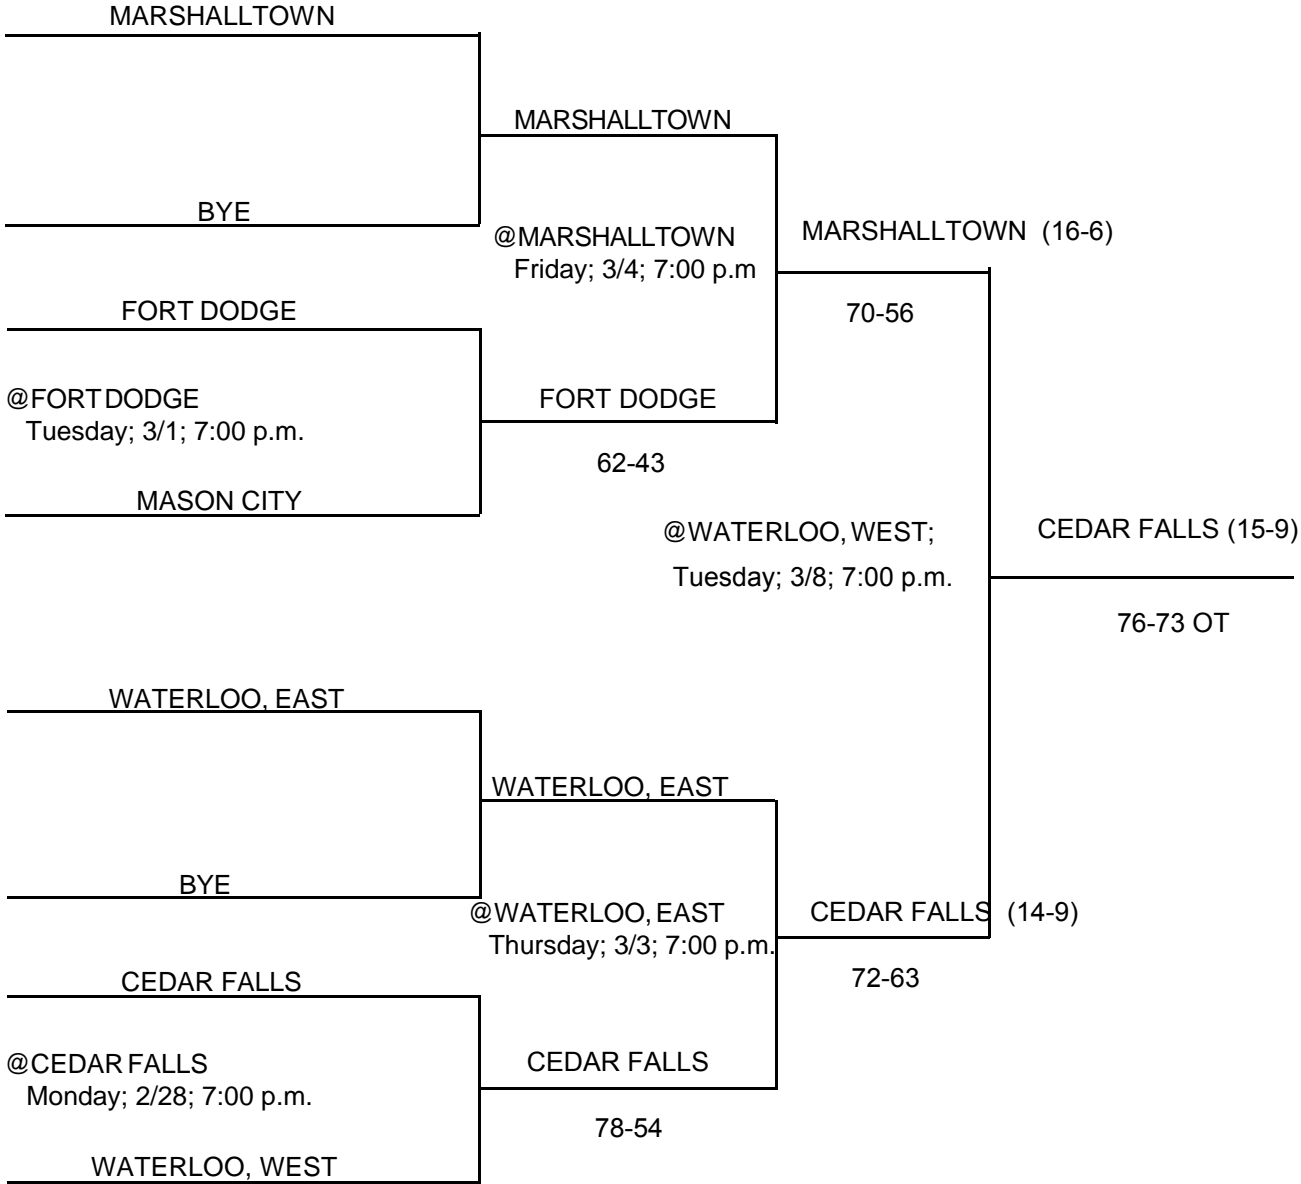 MARSHALLTOWN
MARSHALLTOWN
BYE
@MARSHALLTOWN
Friday; 3/4; 7:00 p.m
MARSHALLTOWN (16-6)
70-56
FORT DODGE
@FORT DODGE
Tuesday; 3/1; 7:00 p.m.
FORT DODGE
62-43
MASON CITY
@WATERLOO, WEST;
Tuesday; 3/8; 7:00 p.m.
CEDAR FALLS (15-9)
76-73 OT
WATERLOO, EAST
WATERLOO, EAST
BYE
@WATERLOO, EAST
Thursday; 3/3; 7:00 p.m.
CEDAR FALLS (14-9)
72-63
CEDAR FALLS
@CEDAR FALLS
Monday; 2/28; 7:00 p.m.
CEDAR FALLS
78-54
WATERLOO, WEST